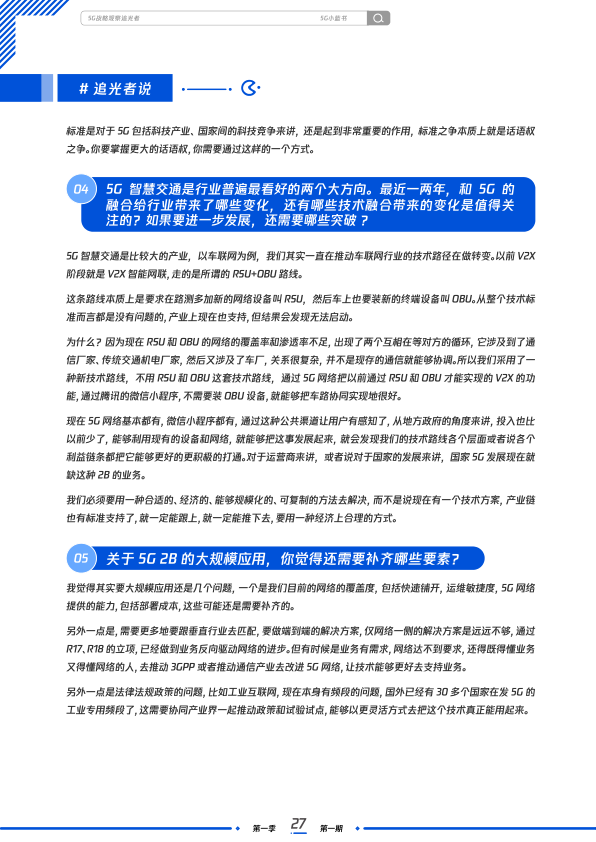 5G战略观察追光者 5G小蓝书
# 追光者说
标准是对于 5G 包括科技产业、国家间的科技竞争来讲，还是起到非常重要的作用，标准之争本质上就是话语权
之争。你要掌握更大的话语权，你需要通过这样的一个方式。
04
5G 智慧交通是行业普遍最看好的两个大方向。最近一两年，和 5G 的
融合给行业带来了哪些变化，还有哪些技术融合带来的变化是值得关
注的？如果要进一步发展，还需要哪些突破？
5G 智慧交通是比较大的产业，以车联网为例，我们其实一直在推动车联网行业的技术路径在做转变。以前 V2X
阶段就是 V2X 智能网联，走的是所谓的 RSU+OBU 路线。
这条路线本质上是要求在路测多加新的网络设备叫 RSU，然后车上也要装新的终端设备叫 OBU。从整个技术标
准而言都是没有问题的，产业上现在也支持，但结果会发现无法启动。
为什么？因为现在 RSU 和 OBU 的网络的覆盖率和渗透率不足，出现了两个互相在等对方的循环，它涉及到了通
信厂家、传统交通机电厂家，然后又涉及了车厂，关系很复杂，并不是现存的通信就能够协调。所以我们采用了一
种新技术路线，不用 RSU 和 OBU 这套技术路线，通过 5G 网络把以前通过 RSU 和 OBU 才能实现的 V2X 的功
能，通过腾讯的微信小程序，不需要装 OBU 设备，就能够把车路协同实现地很好。
现在 5G 网络基本都有，微信小程序都有，通过这种公共渠道让用户有感知了，从地方政府的角度来讲，投入也比
以前少了，能够利用现有的设备和网络，就能够把这事发展起来，就会发现我们的技术路线各个层面或者说各个
利益链条都把它能够更好的更积极的打通。对于运营商来讲，或者说对于国家的发展来讲，国家 5G 发展现在就
缺这种 2B 的业务。
我们必须要用一种合适的、经济的、能够规模化的、可复制的方法去解决，而不是说现在有一个技术方案，产业链
也有标准支持了，就一定能跟上，就一定能推下去，要用一种经济上合理的方式。
05
关于 5G 2B 的大规模应用，你觉得还需要补齐哪些要素？
我觉得其实要大规模应用还是几个问题，一个是我们目前的网络的覆盖度，包括快速铺开，运维敏捷度，5G 网络
提供的能力，包括部署成本，这些可能还是需要补齐的。
另外一点是，需要更多地要跟垂直行业去匹配，要做端到端的解决方案，仅网络一侧的解决方案是远远不够，通过
R17、R18 的立项，已经做到业务反向驱动网络的进步。但有时候是业务有需求，网络达不到要求，还得既得懂业务
又得懂网络的人，去推动 3GPP 或者推动通信产业去改进 5G 网络，让技术能够更好去支持业务。
另外一点是法律法规政策的问题，比如工业互联网，现在本身有频段的问题，国外已经有 30 多个国家在发 5G 的
工业专用频段了，这需要协同产业界一起推动政策和试验试点，能够以更灵活方式去把这个技术真正能用起来。
第一季 27 第一期